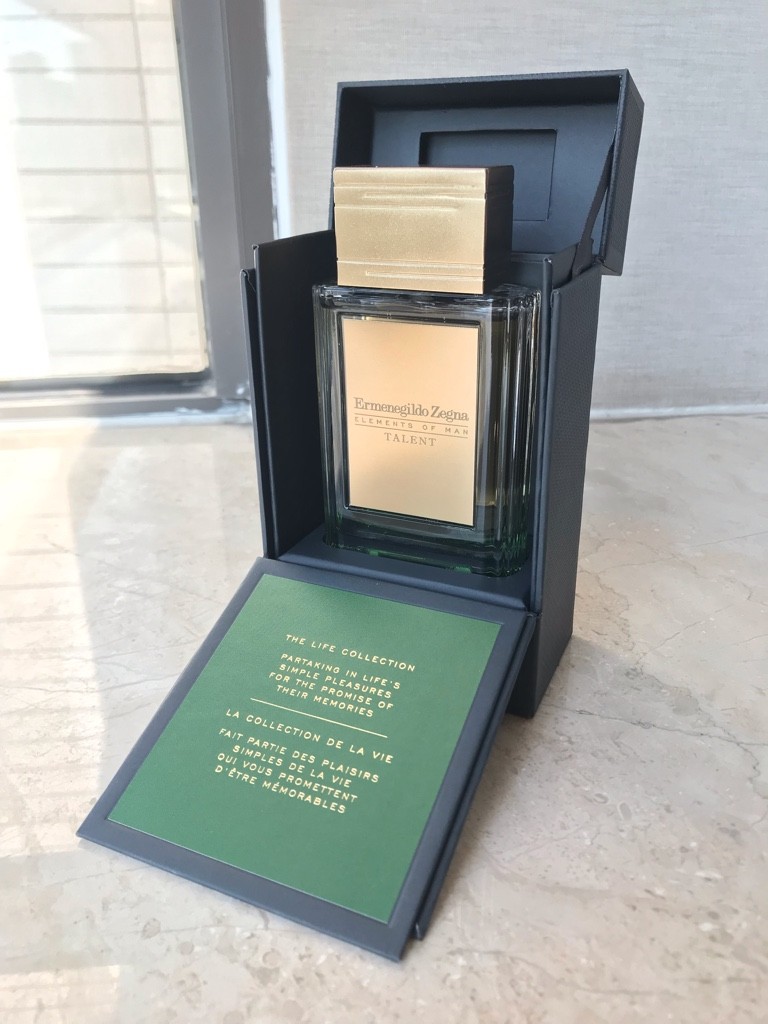 Ermenegildo Zegna
ELEMENTS OF MAN
TALENT
THE LIFE COLLECTION
PARTAKING IN LIFE'S
SIMPLE PLEASURES
FOR THE PROMISE OF
THEIR MEMORIES
LA COLLECTION DE LA VIE
FAIT PARTIE DES PLAISIRS
SIMPLES DE LA VIE
QUI VOUS PROMETTENT
D'ÊTRE MÉMORABLES